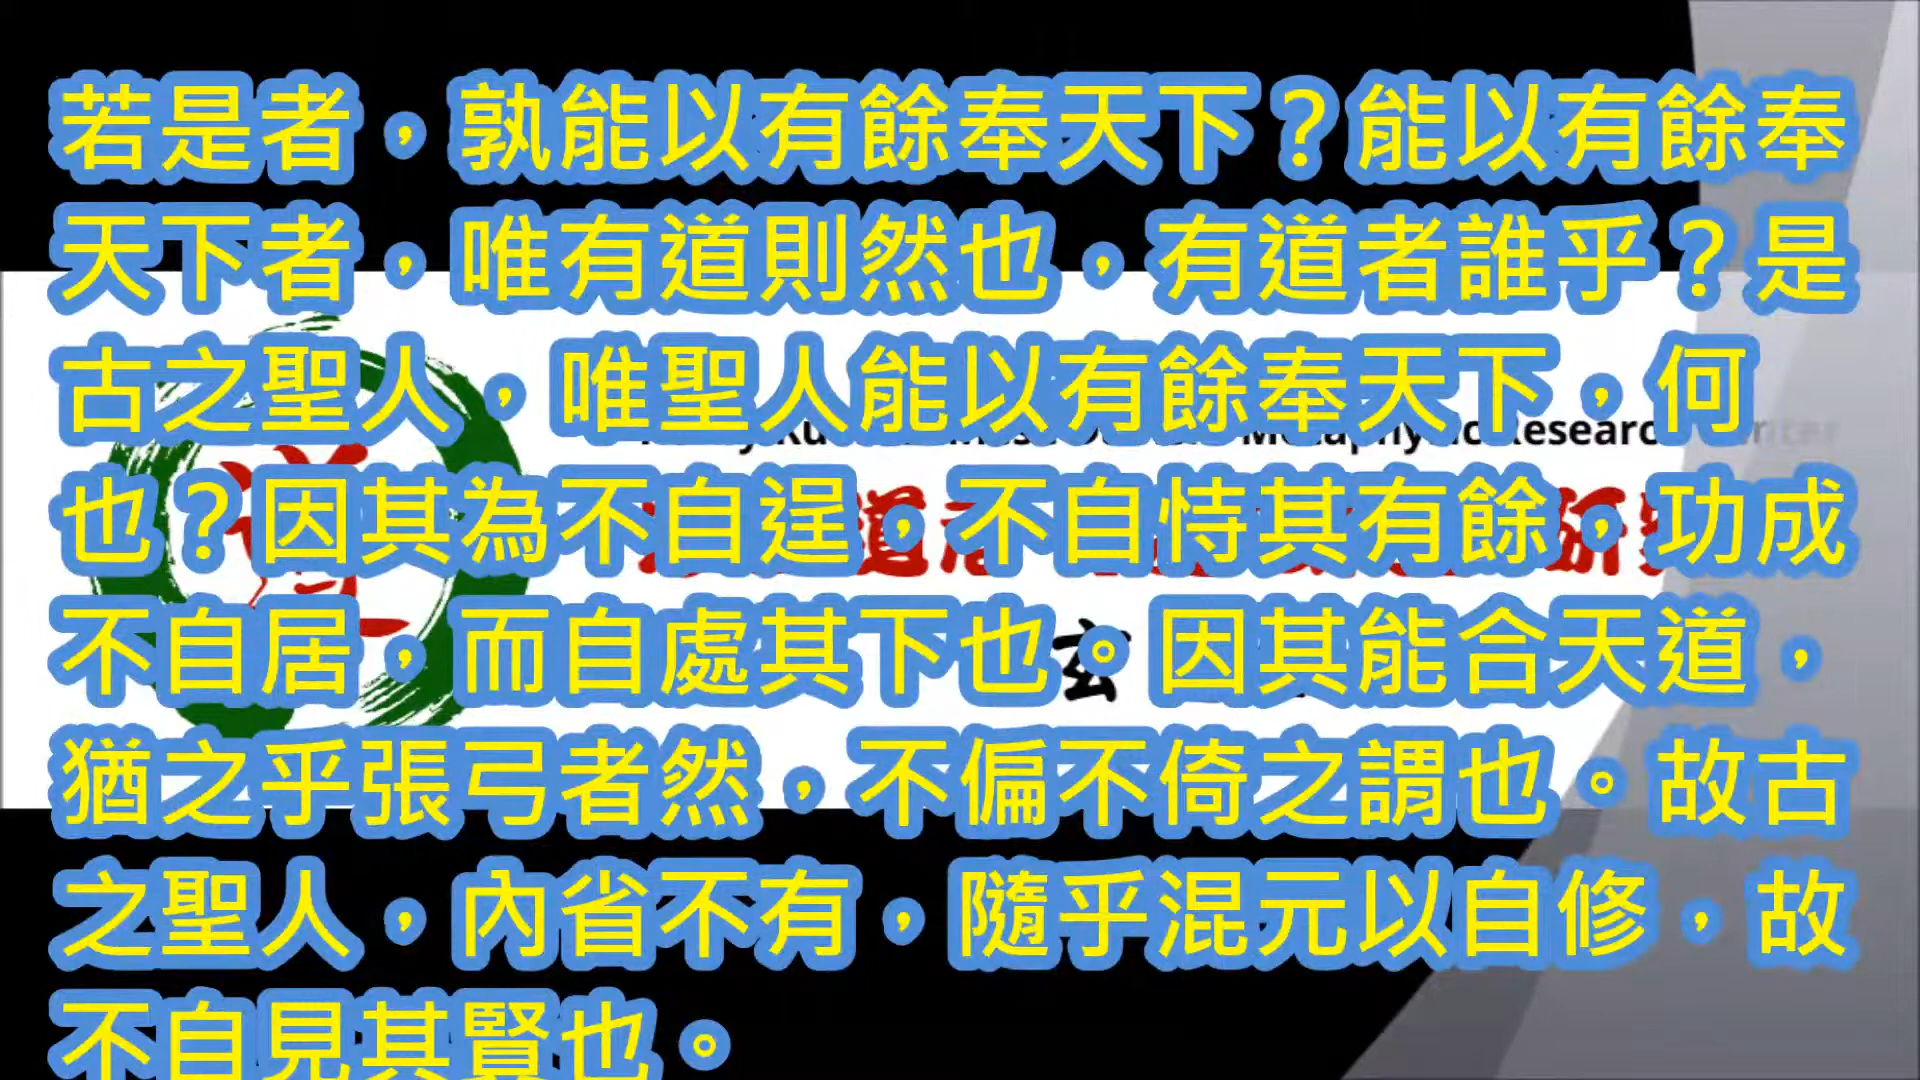 若是者，孰能以有餘奉天下？能以有餘奉
天下者，唯有道則然也，有道者誰乎？是
古之聖人，唯聖人能以有餘奉天下，何
也？因其為不自逞，不自恃其有餘。功成
不自居，而自處其下也。因其能合天道，
猶之乎張弓者然，不偏不倚之謂也。故古
之聖人，內省不有，隨乎混元以自修，故
不自見其賢也。
Research
道
玄